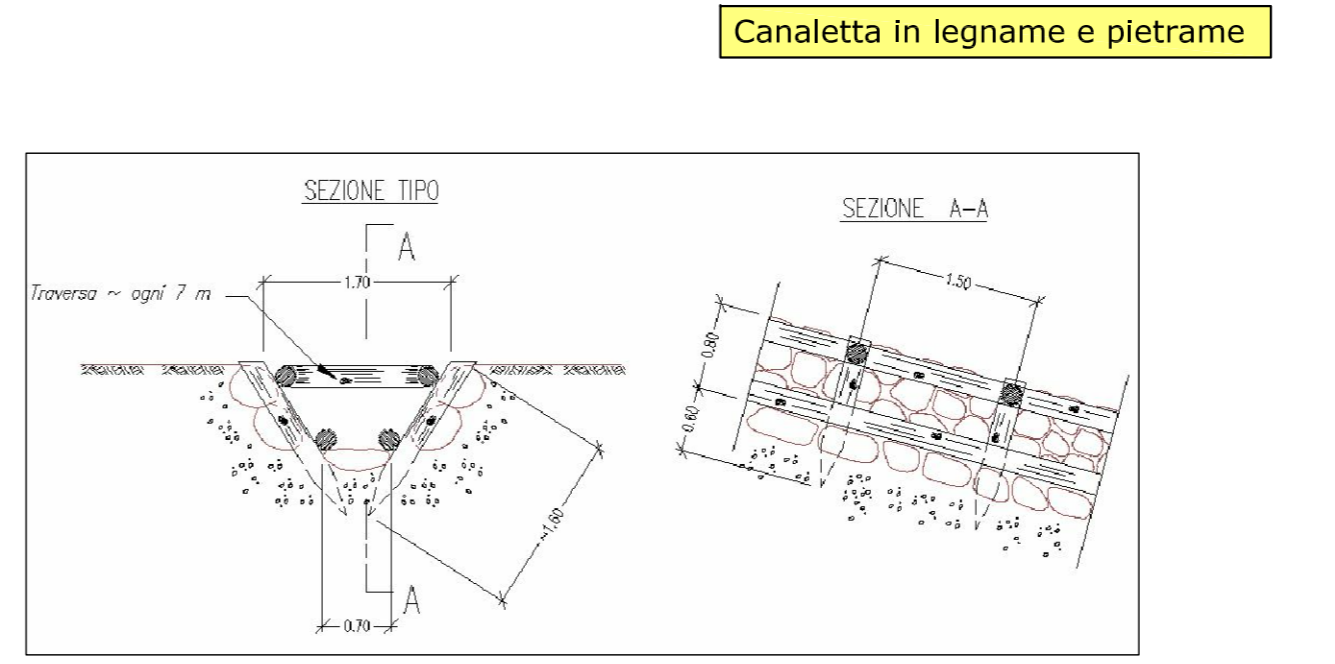 Canaletta in legname e pietrame
SEZIONE TIPO
A
1.70
Traversa ~ ogni 7 m
~1.60
A
0.70
SEZIONE A-A
1.50
0.80
0.60